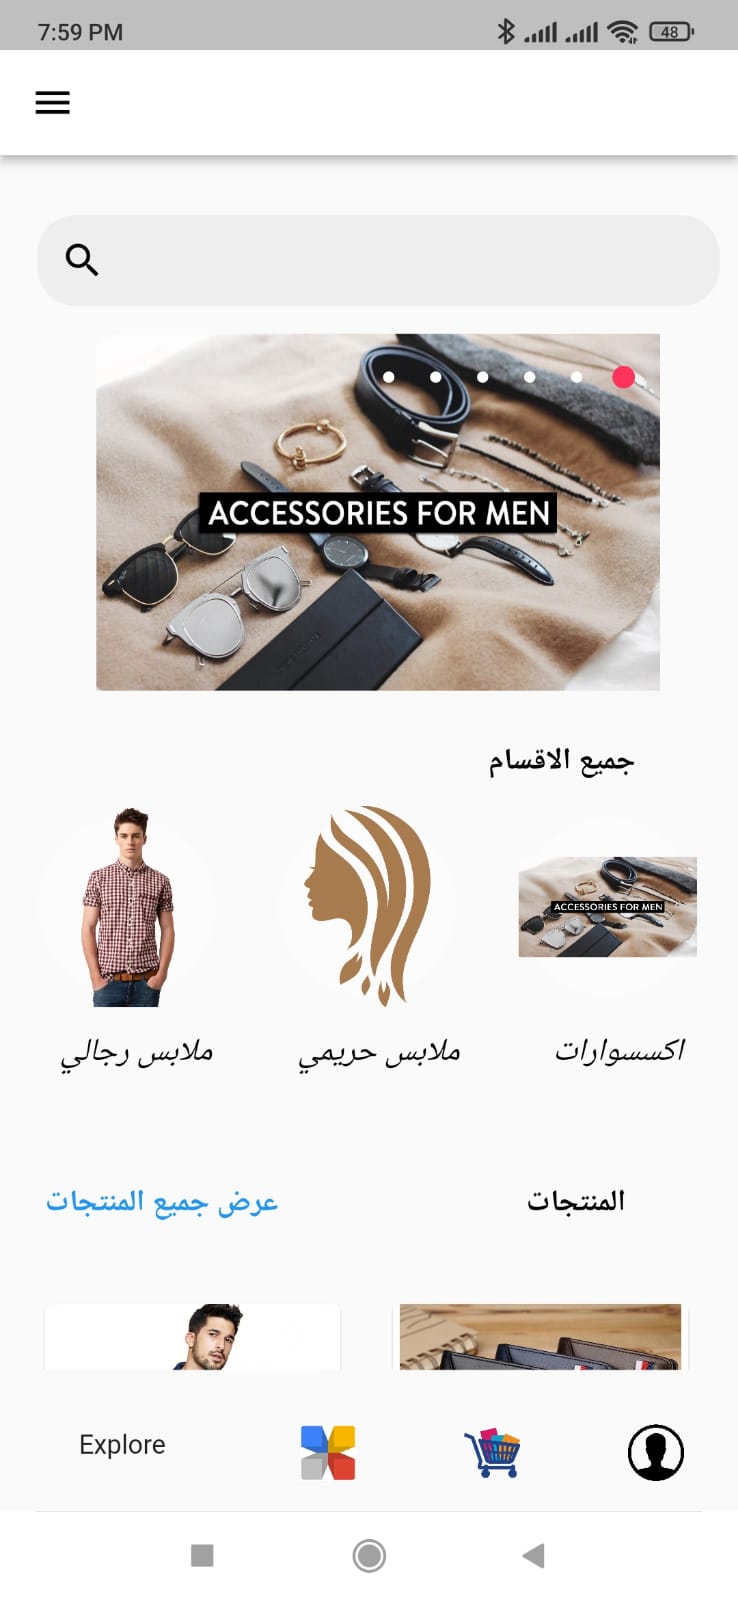 7:59 PM
48
ACCESSORIES FOR MEN
جميع الاقسام
ACCESSORIES FOR MEN
اكسسوارات
ملابس حريمي
ملابس رجالي
المنتجات
عرض جميع المنتجات
Explore